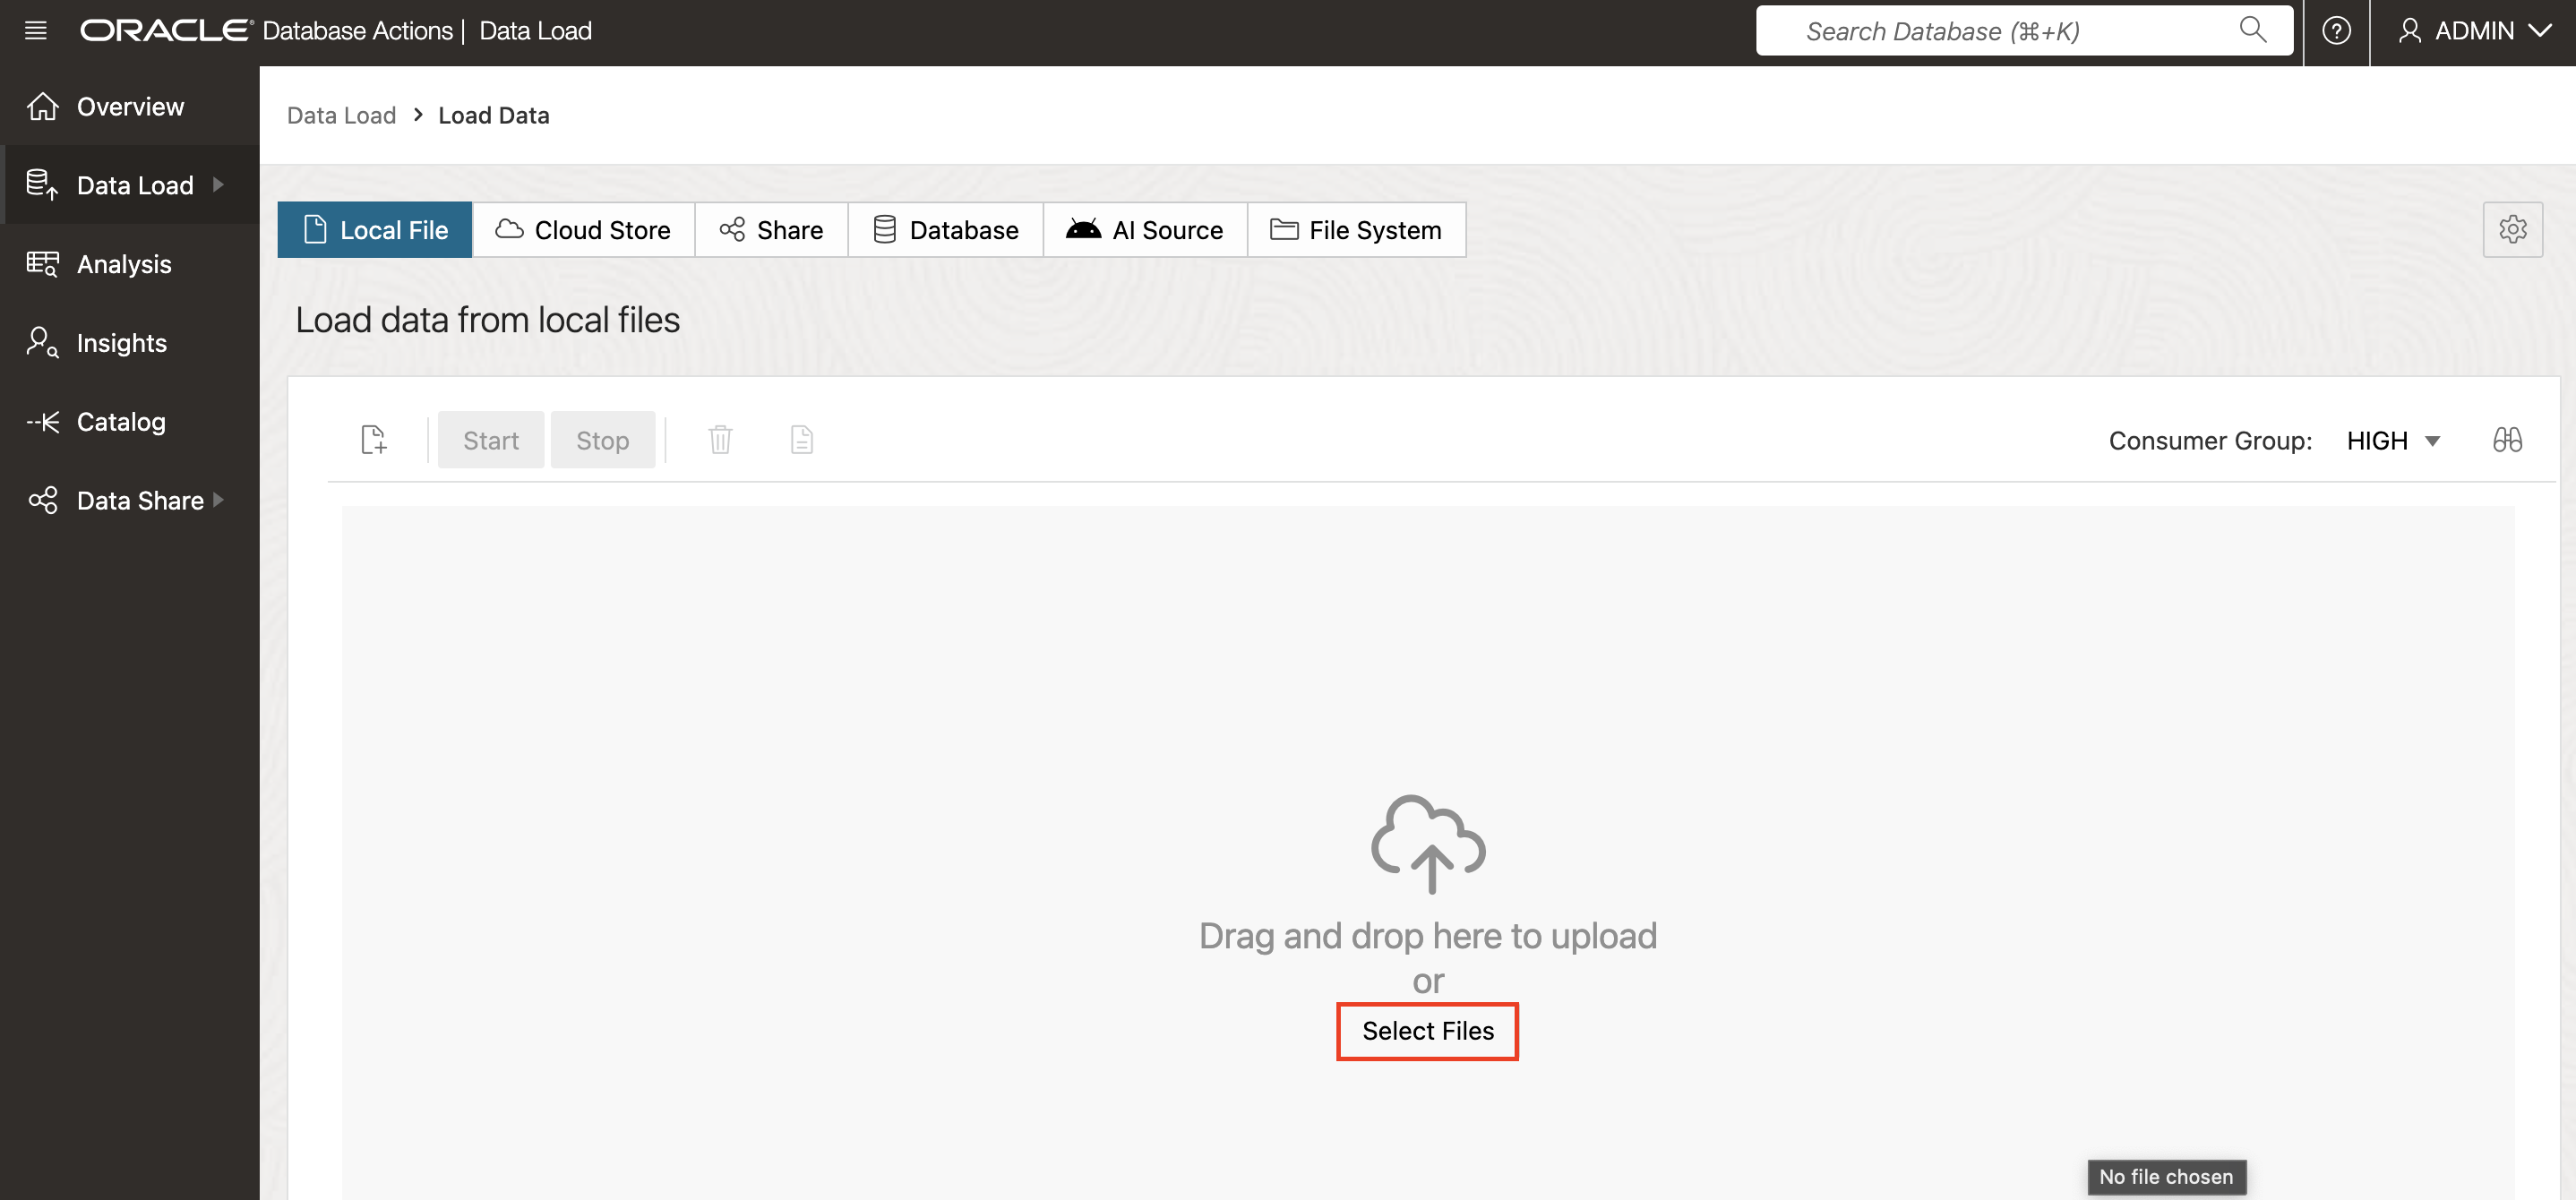 ORACLE Database Actions | Data Load
Search Database (⌘+K)
ADMIN
Overview
Data Load
Analysis
Insights
Catalog
Data Share
Data Load > Load Data
Local File
Cloud Store
Share
Database
AI Source
File System
Load data from local files
Start
Stop
Consumer Group: HIGH
Drag and drop here to upload
or
Select Files
No file chosen